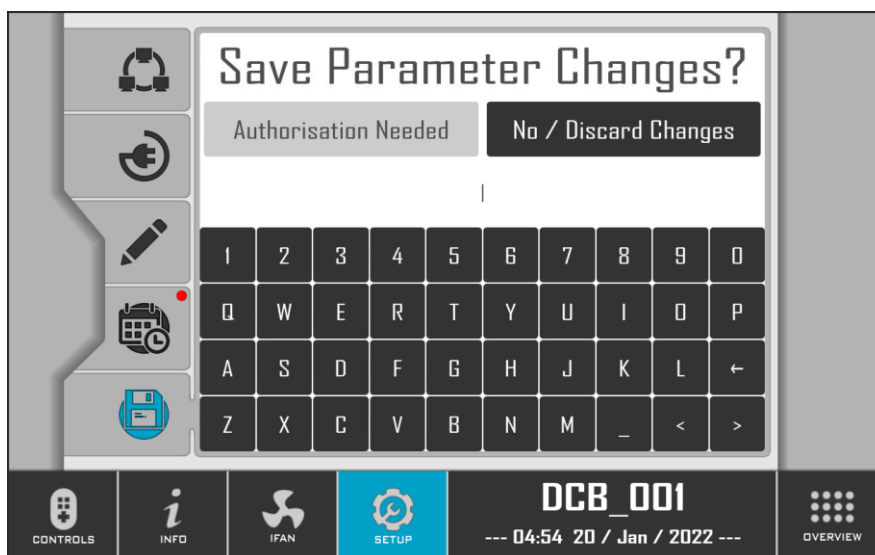 Save Parameter Changes?
Authorisation Needed No / Discard Changes
1 2 3 4 5 6 7 8 9 0
Q W E R T Y U I O P
A S D F G H J K L ←
Z X C V B N M _ < >
DCB_001
--- 04:54 20 / Jan / 2022 ---
CONTROLS INFO IFAN SETUP OVERVIEW